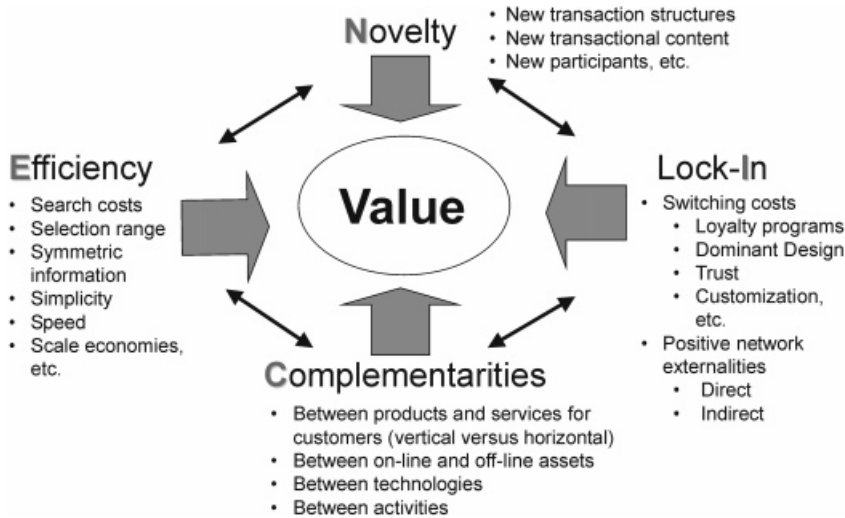 Novelty
• New transaction structures
• New transactional content
• New participants, etc.
Efficiency
• Search costs
• Selection range
• Symmetric
information
• Simplicity
• Speed
• Scale economies,
etc.
Value
Lock-In
• Switching costs
• Loyalty programs
• Dominant Design
• Trust
• Customization,
etc.
• Positive network
externalities
• Direct
• Indirect
Complementarities
• Between products and services for
customers (vertical versus horizontal)
• Between on-line and off-line assets
• Between technologies
• Between activities